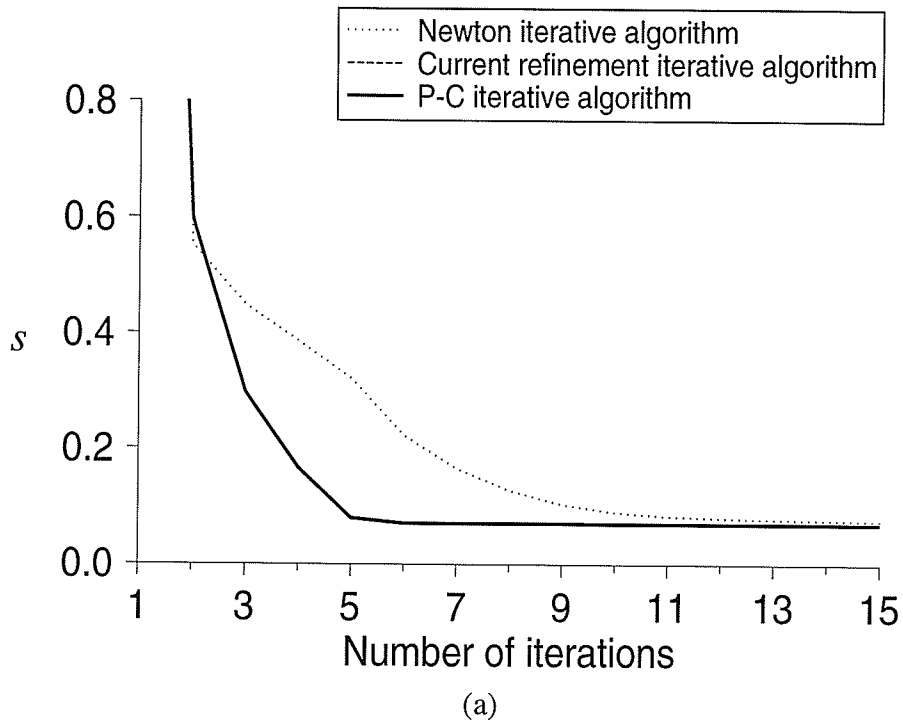 Newton iterative algorithm
Current refinement iterative algorithm
P-C iterative algorithm
0.8
0.6
s
0.4
0.2
0.0
1 3 5 7 9 11 13 15
Number of iterations
(a)